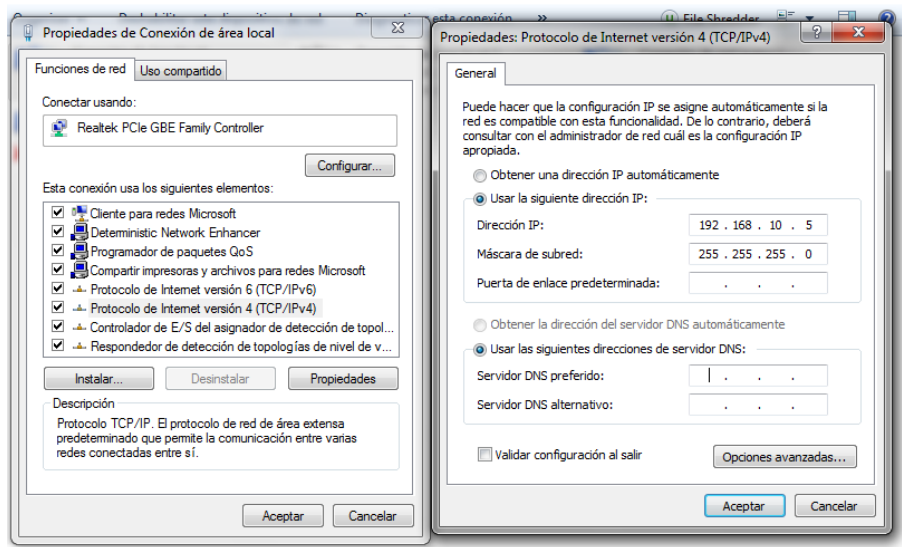 esta conexión
»
File Shredder
Propiedades de Conexión de área local
Funciones de red
Uso compartido
Conectar usando:
Realtek PCIe GBE Family Controller
Configurar...
Esta conexión usa los siguientes elementos:
Cliente para redes Microsoft
Deterministic Network Enhancer
Programador de paquetes QoS
Compartir impresoras y archivos para redes Microsoft
Protocolo de Internet versión 6 (TCP/IPv6)
Protocolo de Internet versión 4 (TCP/IPv4)
Controlador de E/S del asignador de detección de topol...
Respondedor de detección de topologías de nivel de v...
Instalar...
Desinstalar
Propiedades
Descripción
Protocolo TCP/IP. El protocolo de red de área extensa
predeterminado que permite la comunicación entre varias
redes conectadas entre sí.
Aceptar
Cancelar
Propiedades: Protocolo de Internet versión 4 (TCP/IPv4)
General
Puede hacer que la configuración IP se asigne automáticamente si la
red es compatible con esta funcionalidad. De lo contrario, deberá
consultar con el administrador de red cuál es la configuración IP
apropiada.
Obtener una dirección IP automáticamente
Usar la siguiente dirección IP:
Dirección IP:
192 . 168 . 10 . 5
Máscara de subred:
255 . 255 . 255 . 0
Puerta de enlace predeterminada:
. . .
Obtener la dirección del servidor DNS automáticamente
Usar las siguientes direcciones de servidor DNS:
Servidor DNS preferido:
. . .
Servidor DNS alternativo:
. . .
Validar configuración al salir
Opciones avanzadas...
Aceptar
Cancelar